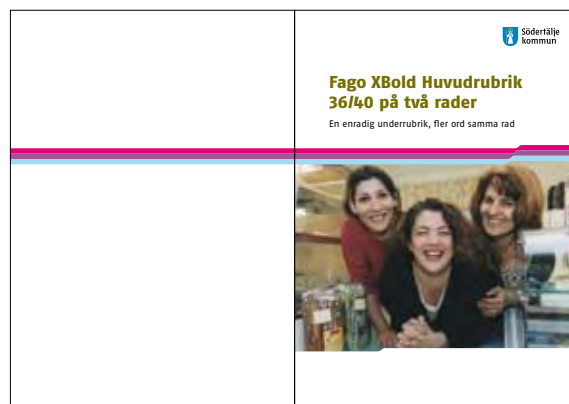 Södertälje
kommun
Fago XBold Huvudrubrik
36/40 på två rader
En enradig underrubrik, fler ord samma rad